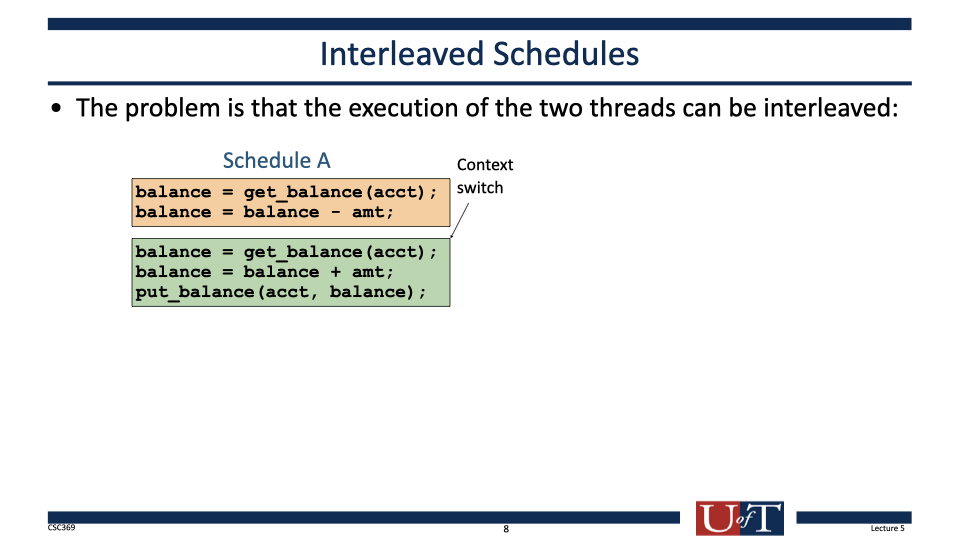 Interleaved Schedules
• The problem is that the execution of the two threads can be interleaved:
Schedule A
Context
switch
balance = get_balance(acct);
balance = balance - amt;
balance = get_balance(acct);
balance = balance + amt;
put_balance(acct, balance);
CSC369
8
U of T
Lecture 5